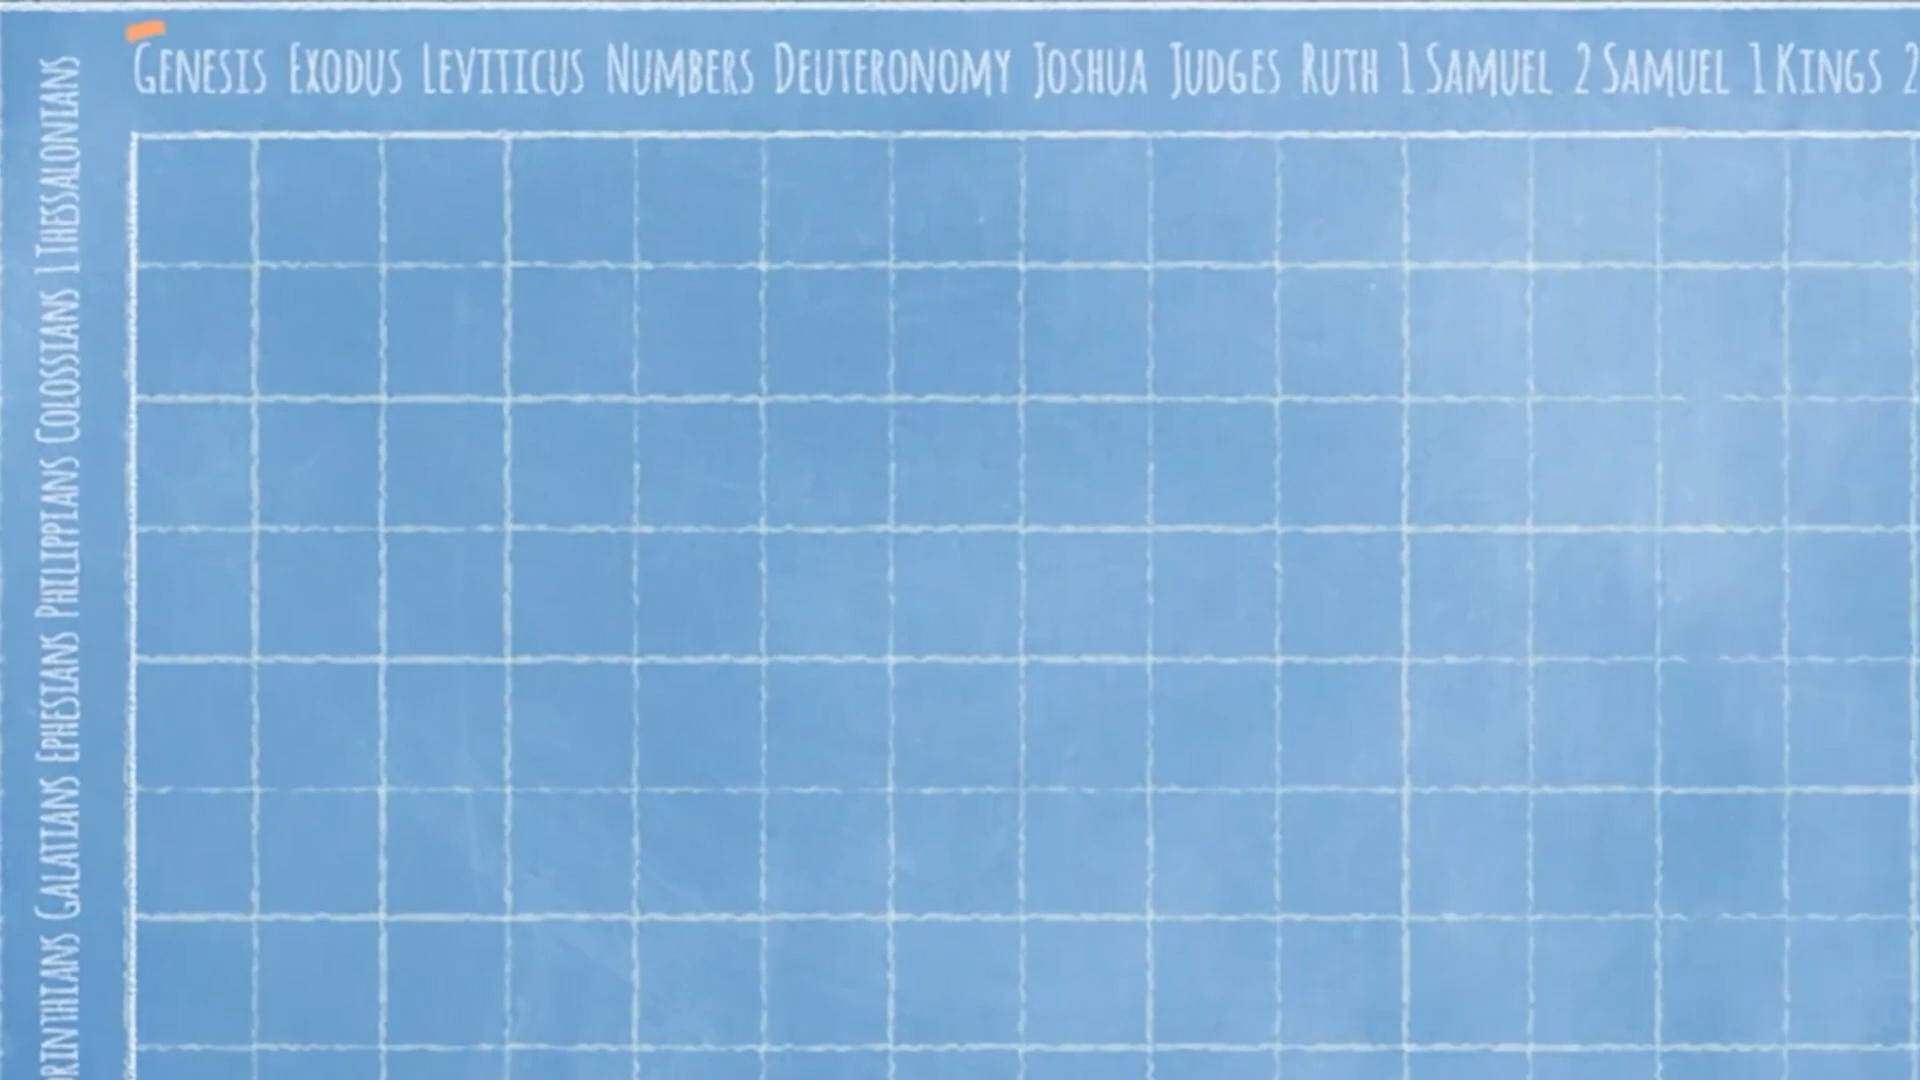 Genesis Exodus Leviticus Numbers Deuteronomy Joshua Judges Ruth 1 Samuel 2 Samuel 1 Kings 2
Galatians Ephesians Philippians Colossians 1 Thessalonians